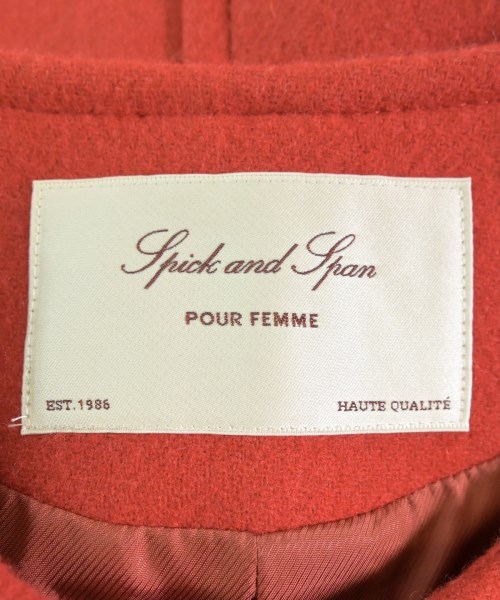 Spick and Span
POUR FEMME
EST.1986
HAUTE QUALITÉ